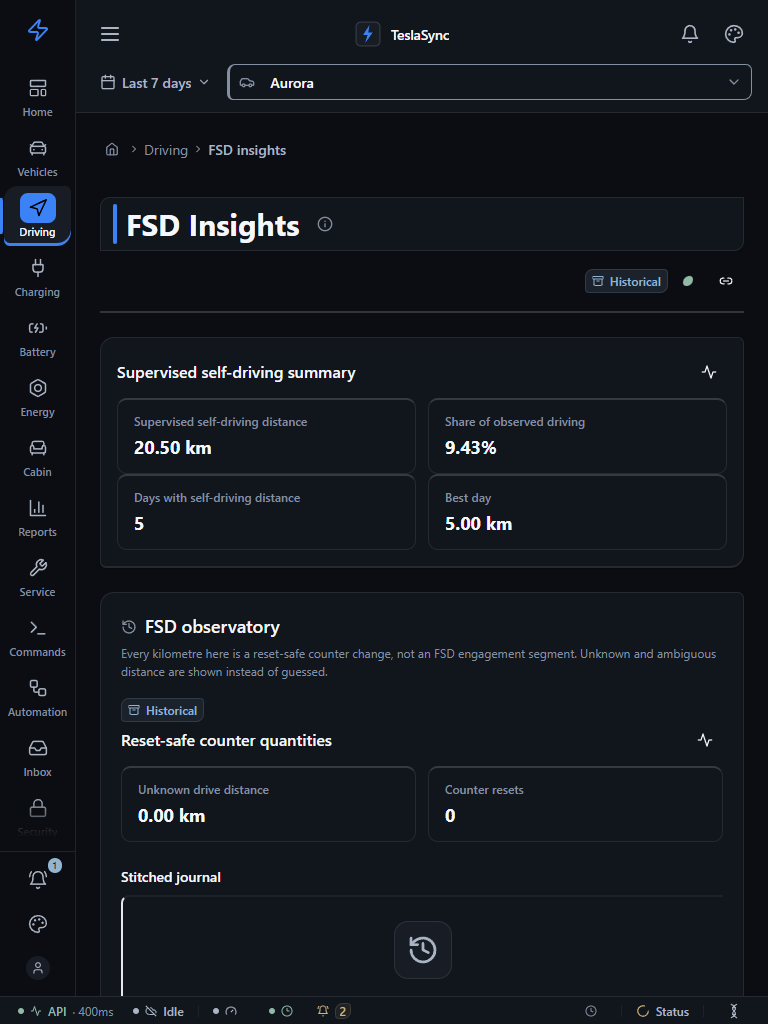 TeslaSync
Last 7 days
Aurora
Home
Vehicles
Driving
Charging
Battery
Energy
Cabin
Reports
Service
Commands
Automation
Inbox
Security
1
Driving
FSD insights
FSD Insights
Historical
Supervised self-driving summary
Supervised self-driving distance
20.50 km
Share of observed driving
9.43%
Days with self-driving distance
5
Best day
5.00 km
FSD observatory
Every kilometre here is a reset-safe counter change, not an FSD engagement segment. Unknown and ambiguous
distance are shown instead of guessed.
Historical
Reset-safe counter quantities
Unknown drive distance
0.00 km
Counter resets
0
Stitched journal
API · 400ms
Idle
2
Status